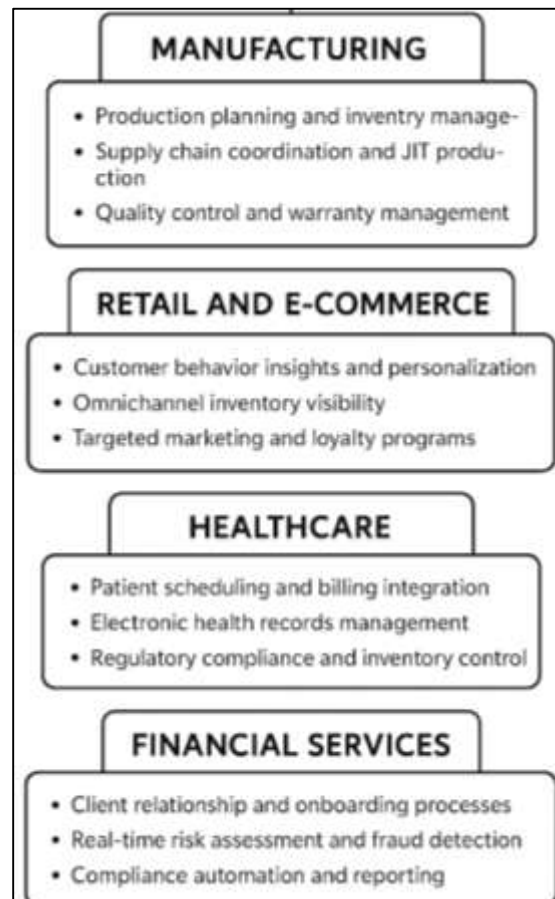 MANUFACTURING
• Production planning and inventry manage-
• Supply chain coordination and JIT produ-
ction
• Quality control and warranty management
RETAIL AND E-COMMERCE
• Customer behavior insights and personalization
• Omnichannel inventory visibility
• Targeted marketing and loyalty programs
HEALTHCARE
• Patient scheduling and billing integration
• Electronic health records management
• Regulatory compliance and inventory control
FINANCIAL SERVICES
• Client relationship and onboarding processes
• Real-time risk assessment and fraud detection
• Compliance automation and reporting